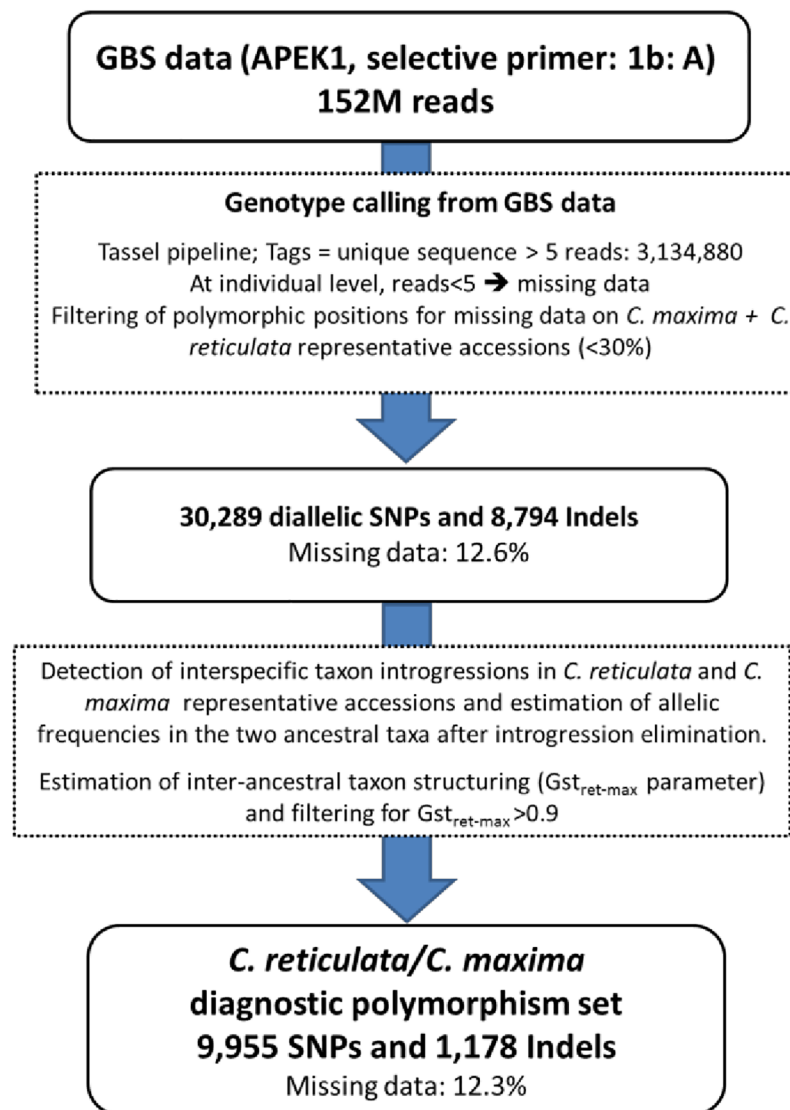 GBS data (APEK1, selective primer: 1b: A)
152M reads
Genotype calling from GBS data
Tassel pipeline; Tags = unique sequence > 5 reads: 3,134,880
At individual level, reads<5 ➔ missing data
Filtering of polymorphic positions for missing data on C. maxima + C.
reticulata representative accessions (<30%)
30,289 diallelic SNPs and 8,794 Indels
Missing data: 12.6%
Detection of interspecific taxon introgressions in C. reticulata and C.
maxima representative accessions and estimation of allelic
frequencies in the two ancestral taxa after introgression elimination.
Estimation of inter-ancestral taxon structuring (Gst ret-max parameter)
and filtering for Gst ret-max >0.9
C. reticulata/C. maxima
diagnostic polymorphism set
9,955 SNPs and 1,178 Indels
Missing data: 12.3%